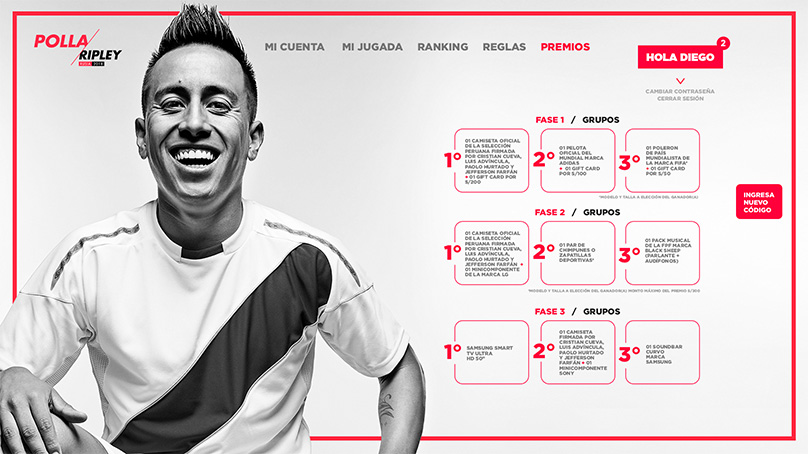 POLLA
RIPLEY
MI CUENTA
MI JUGADA
RANKING
REGLAS
PREMIOS
HOLA DIEGO
2
CAMBIAR CONTRASEÑA
CERRAR SESIÓN
FASE 1 / GRUPOS
1°
01 CAMISETA OFICIAL
DE LA SELECCIÓN
PERUANA FIRMADA
POR CRISTIAN CUEVA,
LUIS ADVÍNCULA,
PAOLO HURTADO Y
JEFFERSON FARFÁN
+ 01 GIFT CARD POR
S/200
2°
01 PELOTA
OFICIAL DEL
MUNDIAL MARCA
ADIDAS
+ 01 GIFT CARD
POR S/100
3°
01 POLERON
DE PAÍS
MUNDIALISTA DE
LA MARCA FIFA*
+ 01 GIFT CARD
POR S/50
*MODELO Y TALLA A ELECCIÓN DEL GANADOR(A)
INGRESA
NUEVO
CÓDIGO
FASE 2 / GRUPOS
1°
01 CAMISETA OFICIAL
DE LA SELECCIÓN
PERUANA FIRMADA
POR CRISTIAN CUEVA,
LUIS ADVÍNCULA,
PAOLO HURTADO Y
JEFFERSON FARFÁN +
01 MINICOMPONENTE
DE LA MARCA LG
2°
01 PAR DE
CHIMPUNES O
ZAPATILLAS
DEPORTIVAS*
3°
01 PACK MUSICAL
DE LA FPF MARCA
BLACK SHEEP
(PARLANTE +
AUDÍFONOS)
*MODELO Y TALLA A ELECCIÓN DEL GANADOR(A) MONTO MÁXIMO DEL PREMIO S/300
FASE 3 / GRUPOS
1°
SAMSUNG SMART
TV ULTRA
HD 50"
2°
01 CAMISETA
FIRMADA POR
CRISTIAN CUEVA,
LUIS ADVÍNCULA,
PAOLO HURTADO
Y JEFFERSON
FARFÁN + 01
MINICOMPONENTE
SONY
3°
01 SOUNDBAR
CURVO
MARCA
SAMSUNG